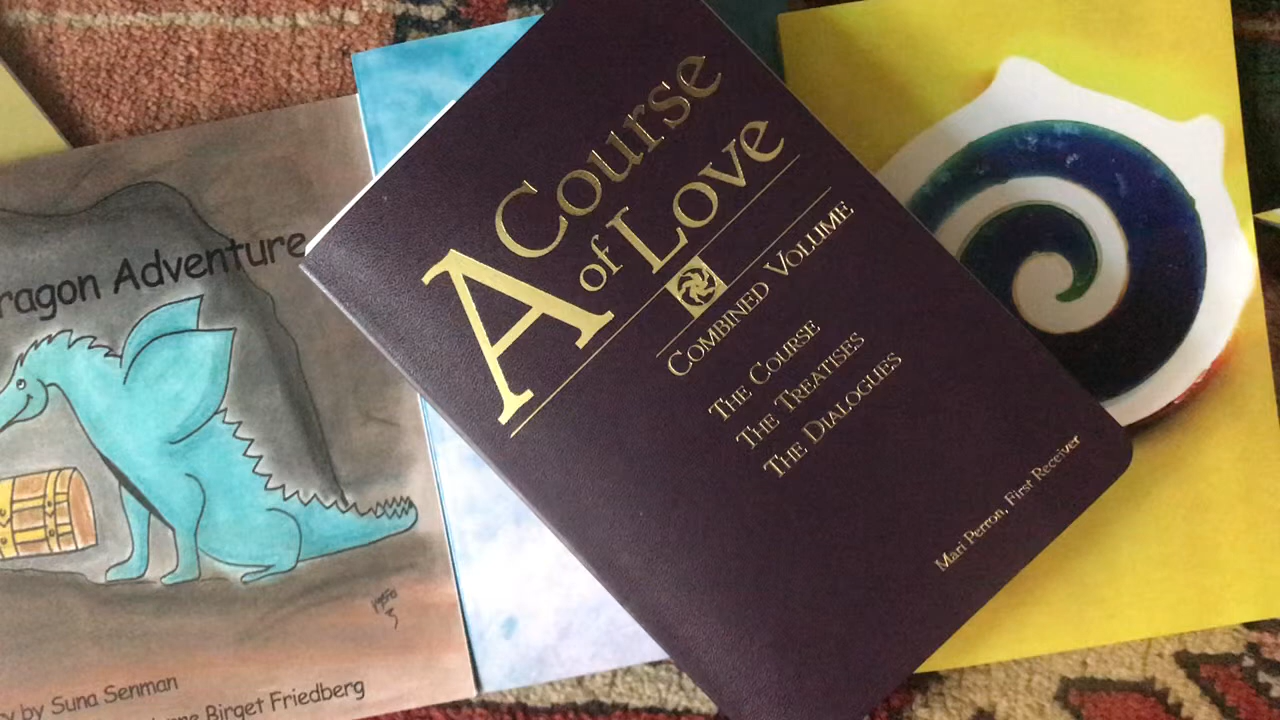 Dragon Adventure
by Suna Senman
Birget Friedberg
A Course
of Love
COMBINED VOLUME
THE COURSE
THE TREATISES
THE DIALOGUES
Mari Perron, First Receiver